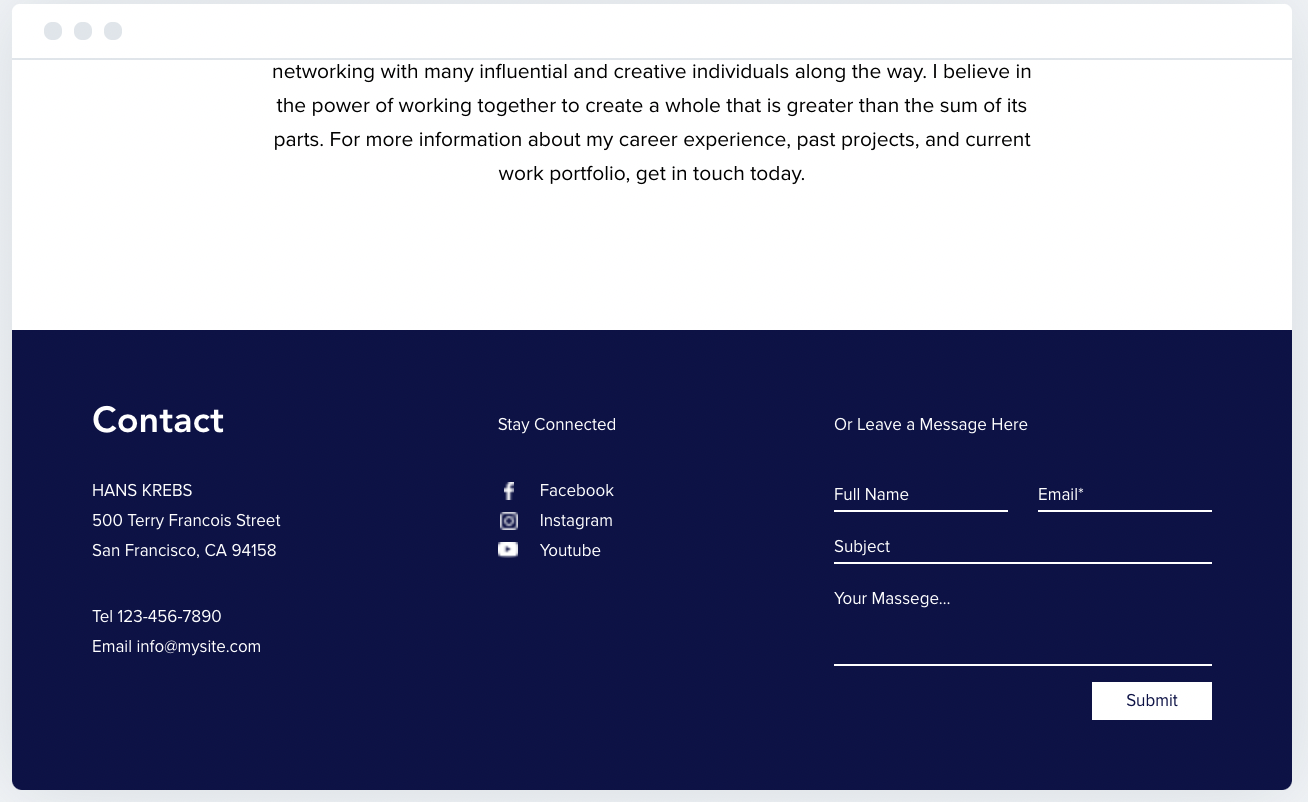 networking with many influential and creative individuals along the way. I believe in
the power of working together to create a whole that is greater than the sum of its
parts. For more information about my career experience, past projects, and current
work portfolio, get in touch today.
Contact
HANS KREBS
500 Terry Francois Street
San Francisco, CA 94158
Tel 123-456-7890
Email info@mysite.com
Stay Connected
Facebook
Instagram
Youtube
Or Leave a Message Here
Full Name
Email*
Subject
Your Massege...
Submit